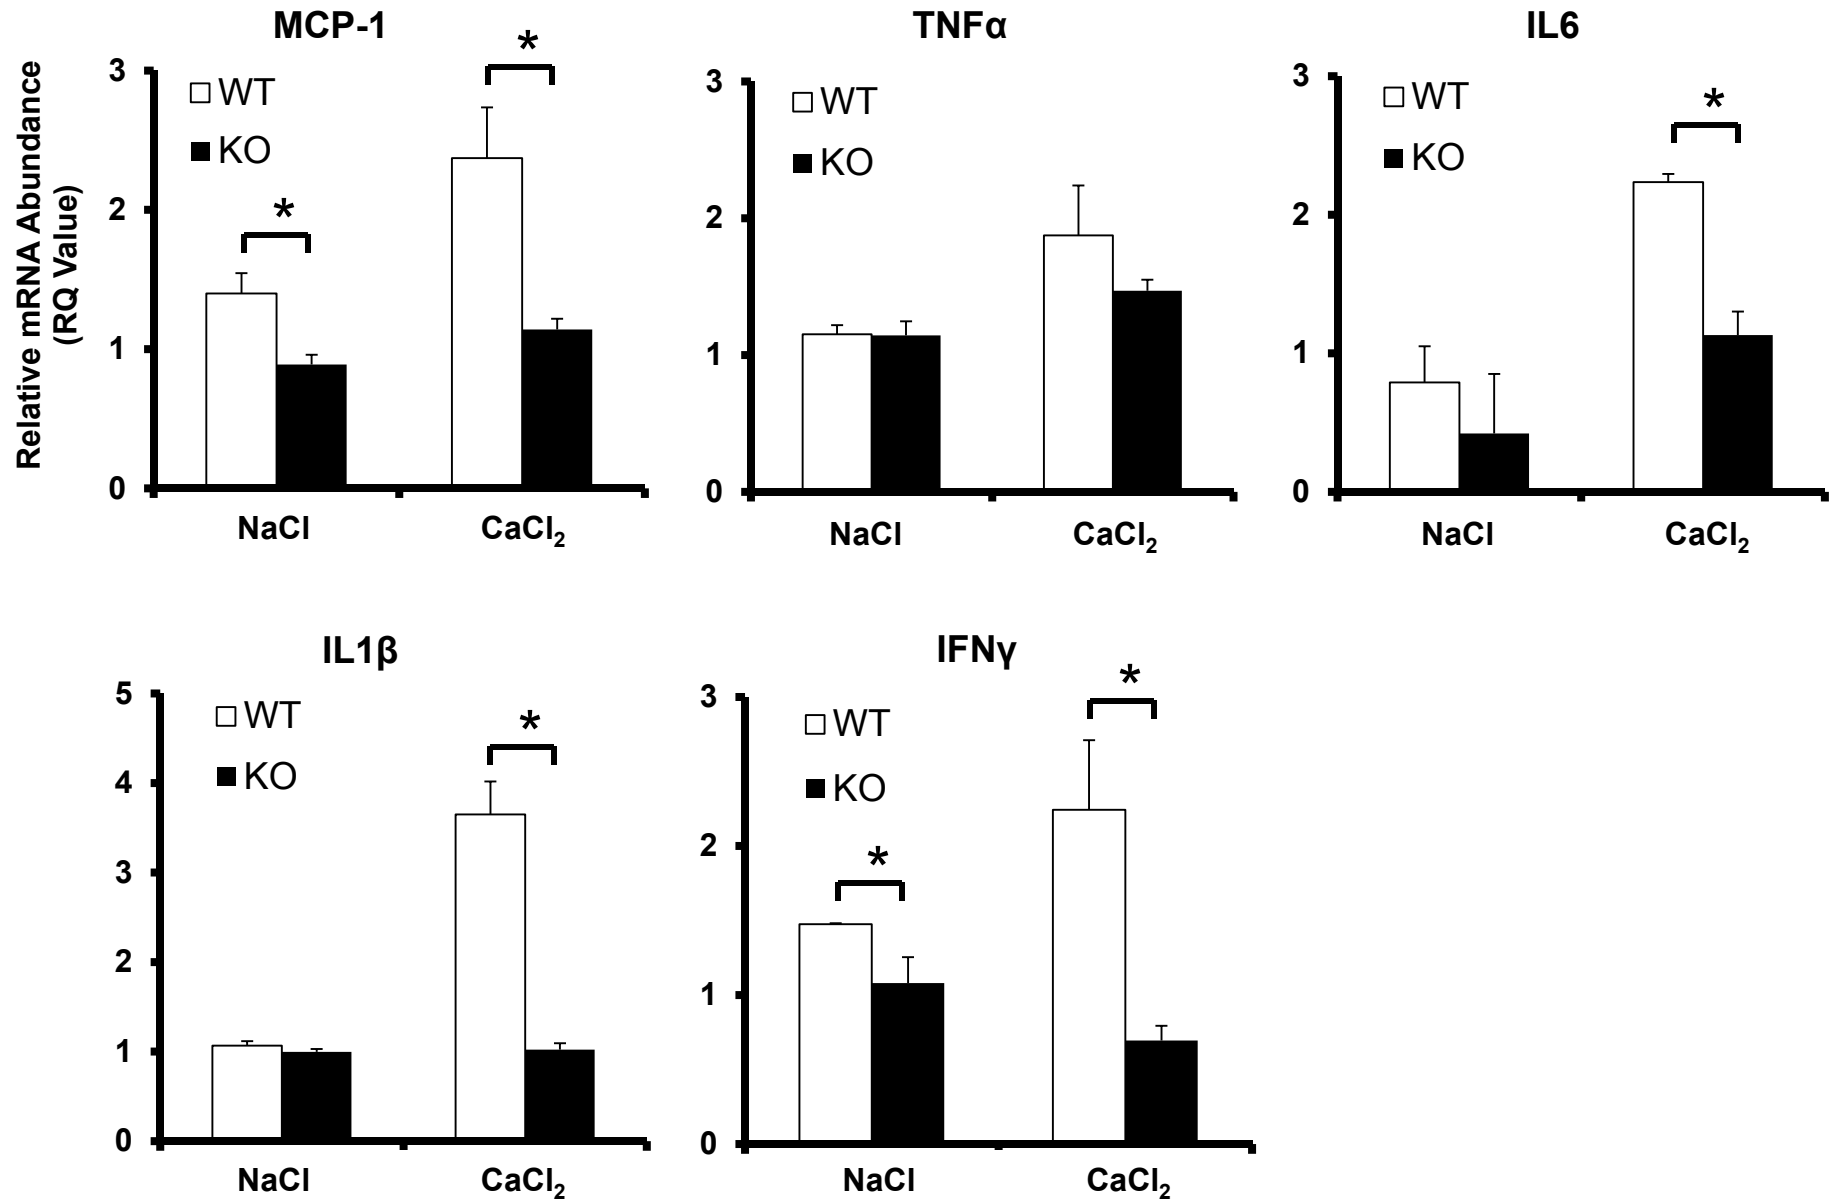 MCP-1
Relative mRNA Abundance
(RQ Value)
3
2
1
0
WT
KO
*
*
NaCl
CaCl₂
TNFα
3
2
1
0
WT
KO
NaCl
CaCl₂
IL6
3
2
1
0
WT
KO
*
NaCl
CaCl₂
IL1β
5
4
3
2
1
0
WT
KO
*
NaCl
CaCl₂
IFNγ
3
2
1
0
WT
KO
*
*
NaCl
CaCl₂